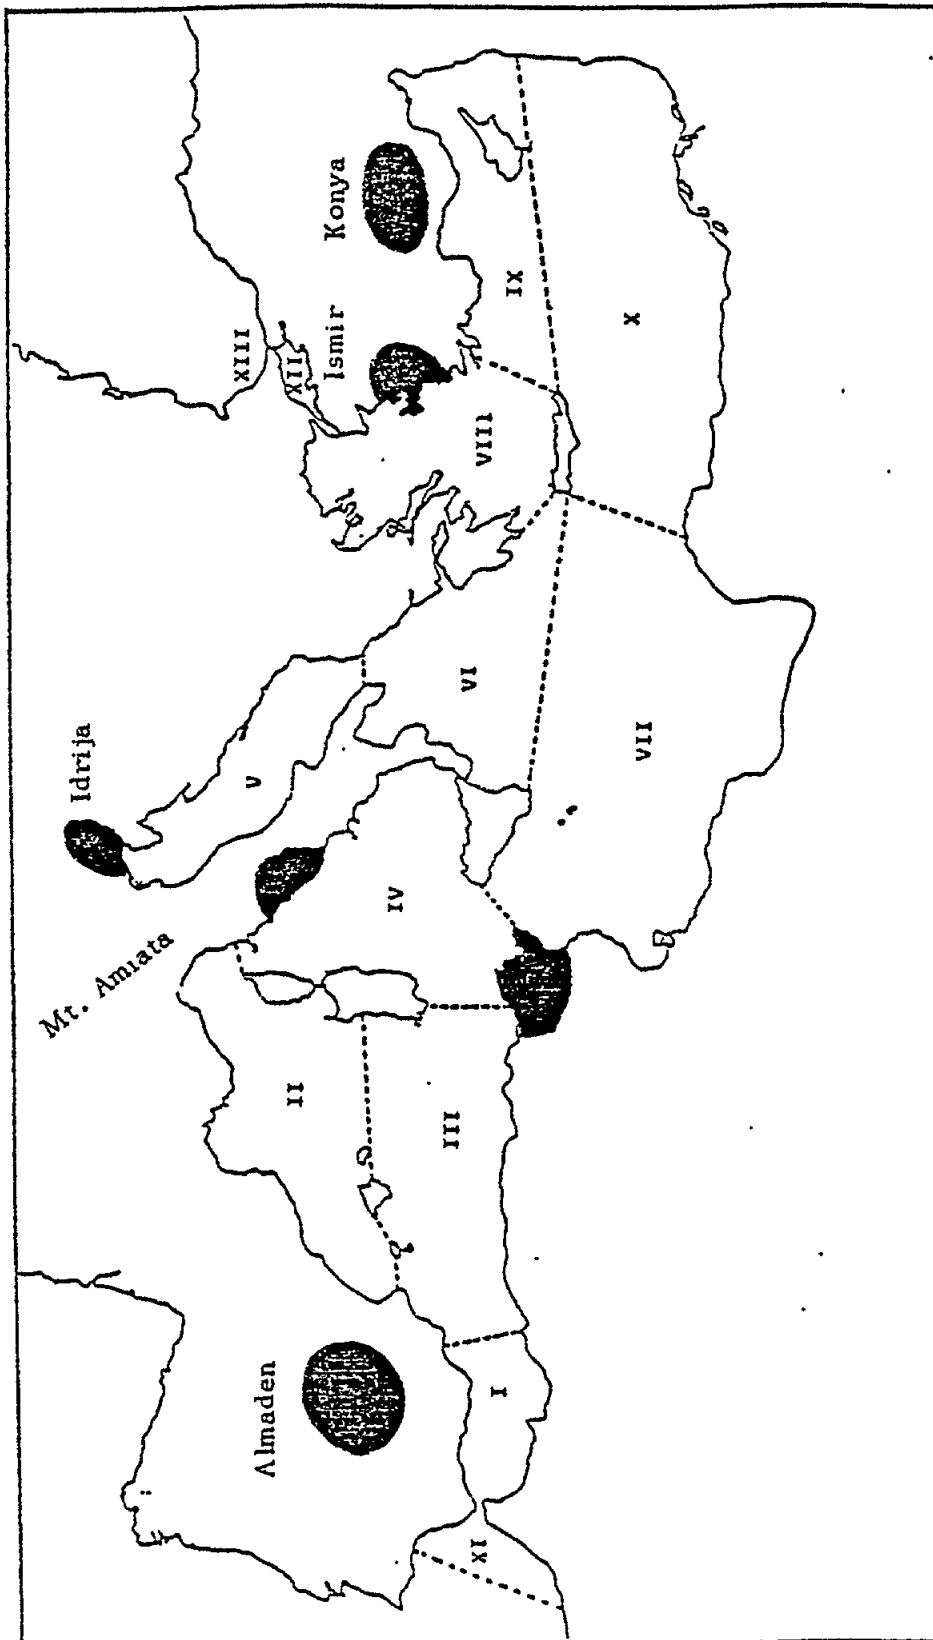 Idrija
Mt. Amiata
Almaden
Ismir
Konya
I
II
III
IV
V
VI
VII
VIII
IX
X
XI
XII
XIII